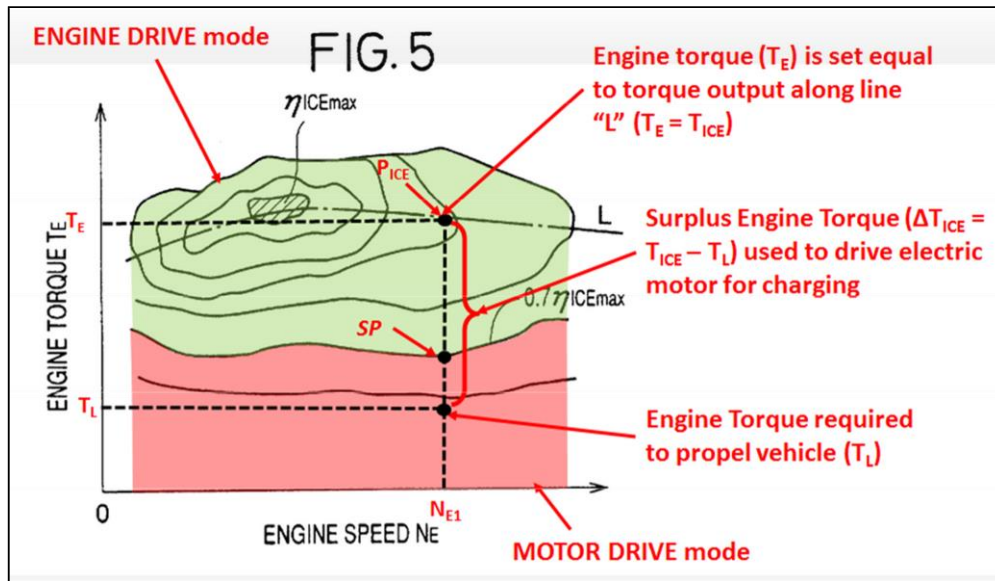 ENGINE DRIVE mode
FIG. 5
Engine torque (TE) is set equal
to torque output along line
“L” (TE = TICE)
ηICEmax
PICE
TE
L
Surplus Engine Torque (ΔTICE =
TICE – TL) used to drive electric
motor for charging
0.7ηICEmax
SP
ENGINE TORQUE TE
TL
Engine Torque required
to propel vehicle (TL)
0
NE1
ENGINE SPEED NE
MOTOR DRIVE mode